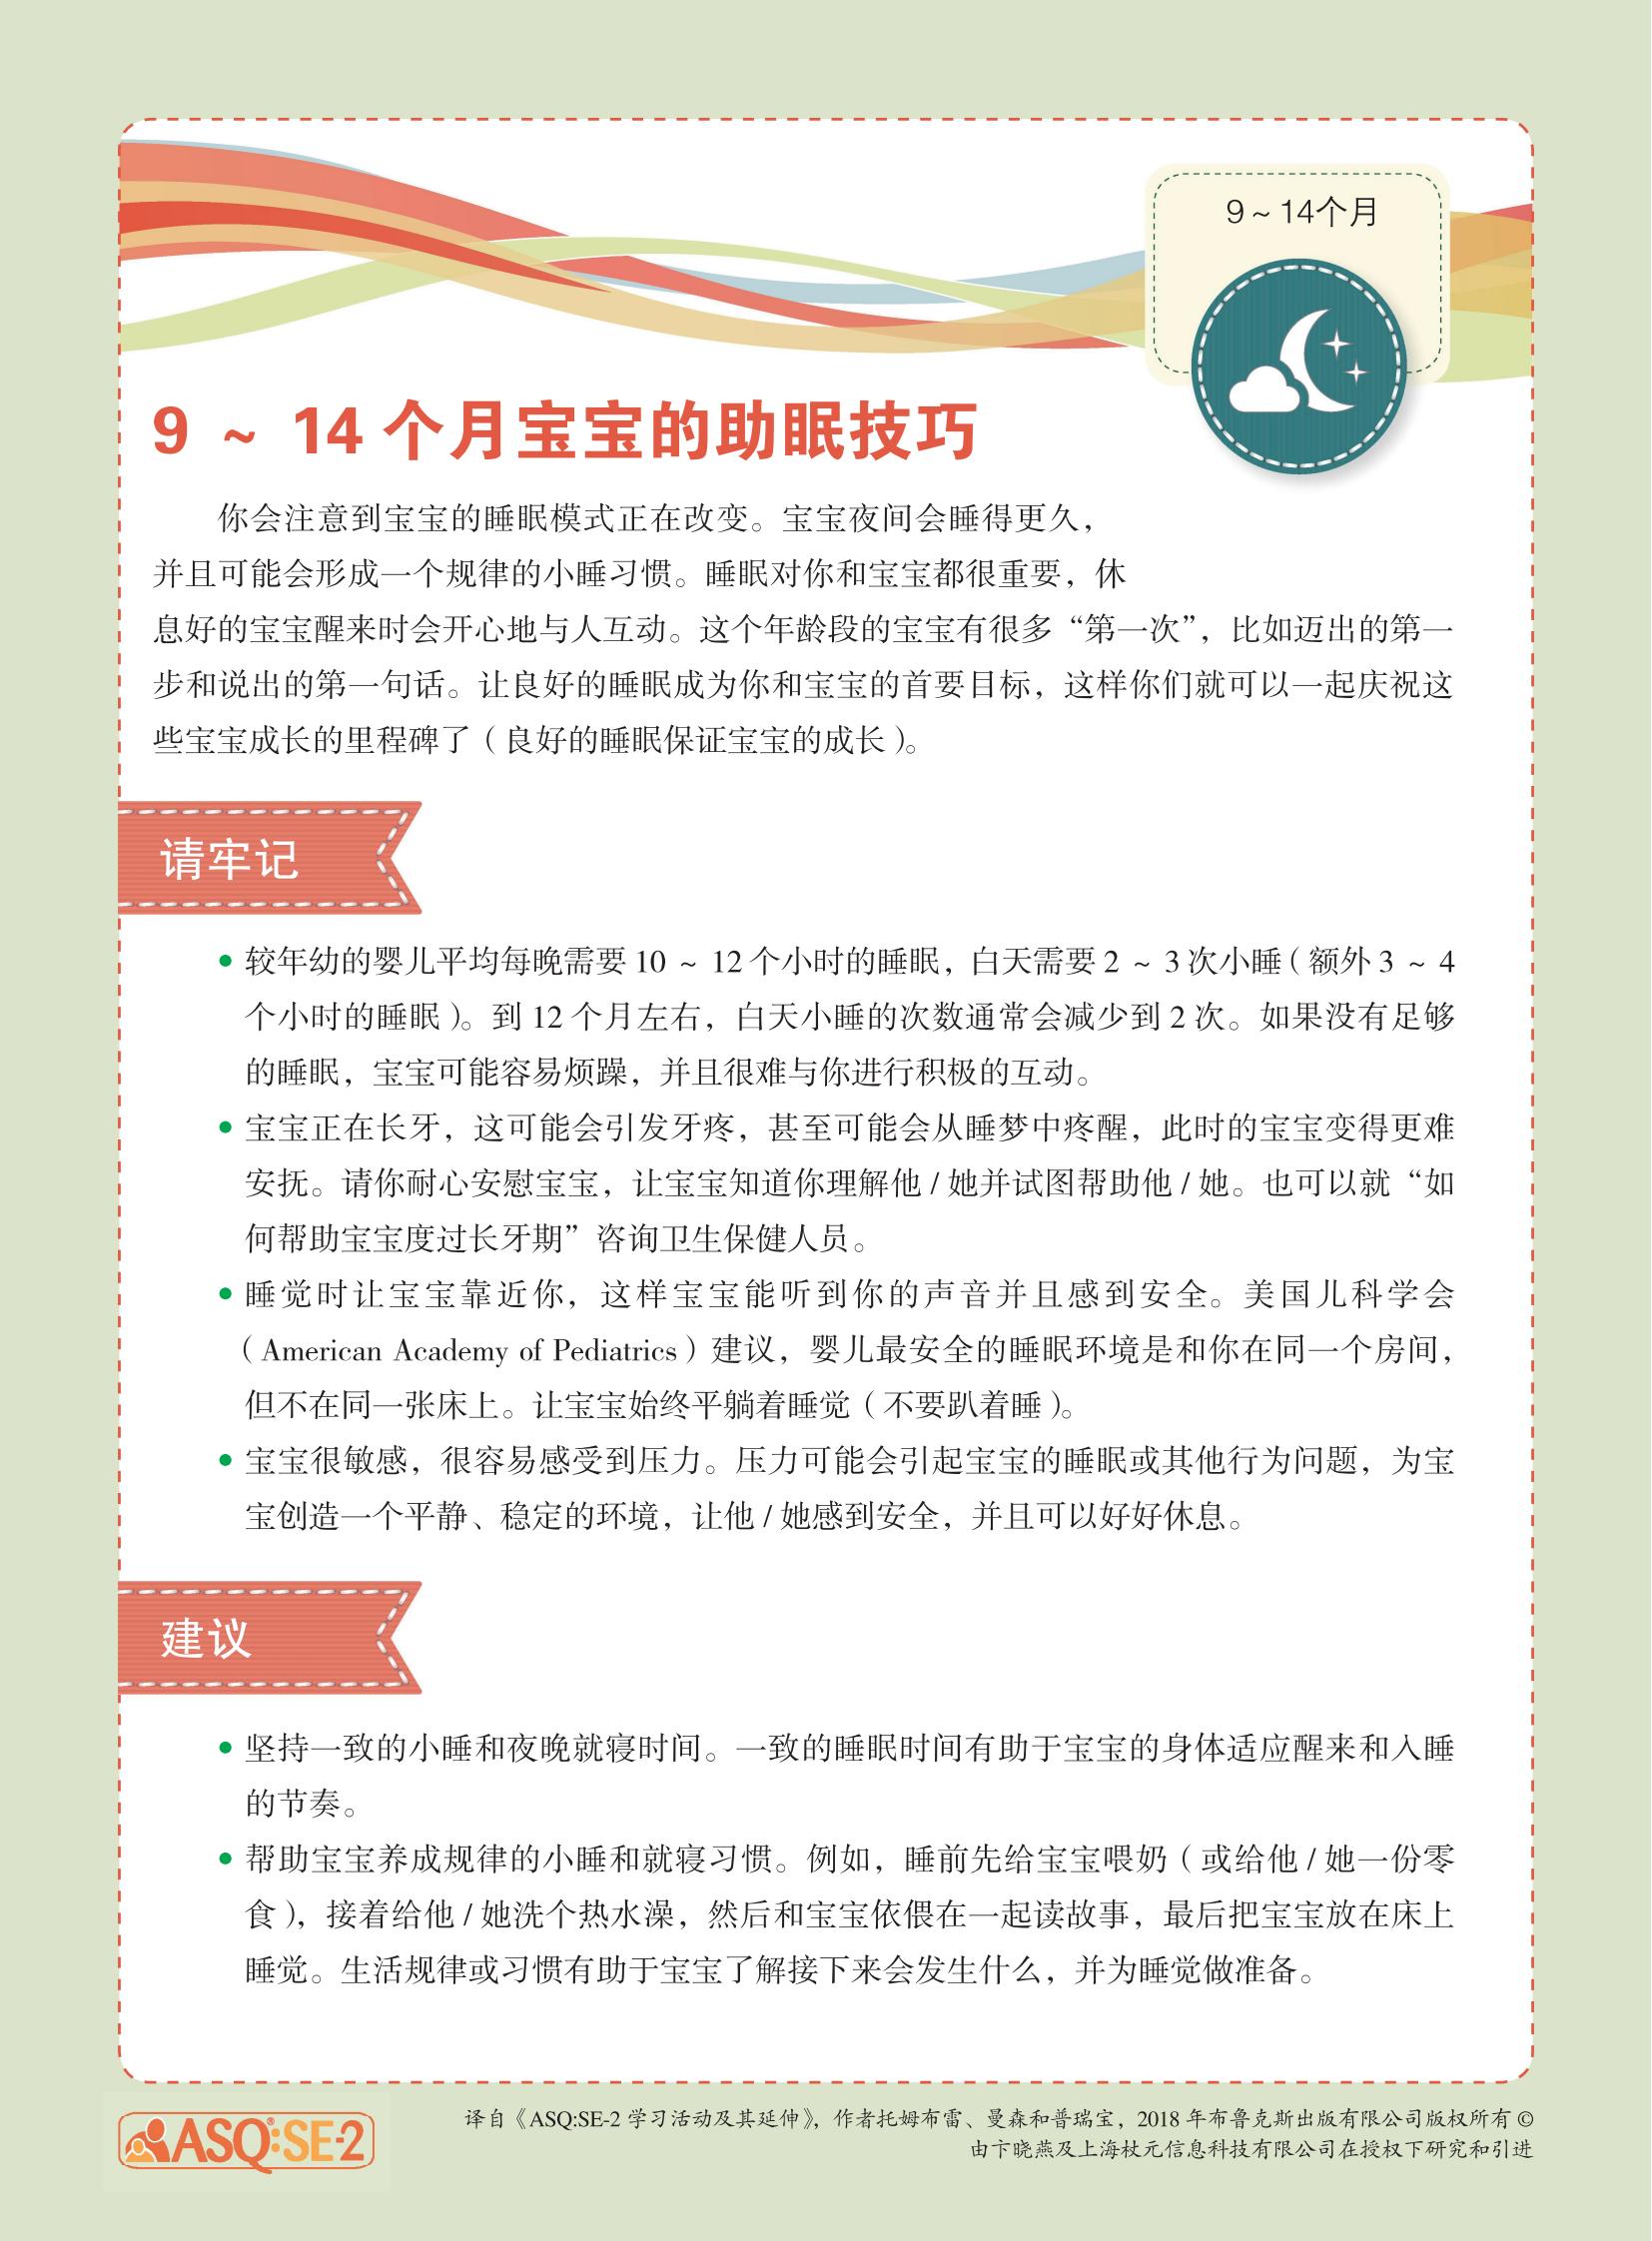 9～14个月
9 ～ 14 个月宝宝的助眠技巧
你会注意到宝宝的睡眠模式正在改变。宝宝夜间会睡得更久，
并且可能会形成一个规律的小睡习惯。睡眠对你和宝宝都很重要，休
息好的宝宝醒来时会开心地与人互动。这个年龄段的宝宝有很多“第一次”，比如迈出的第一
步和说出的第一句话。让良好的睡眠成为你和宝宝的首要目标，这样你们就可以一起庆祝这
些宝宝成长的里程碑了（良好的睡眠保证宝宝的成长）。
请牢记
• 较年幼的婴儿平均每晚需要 10 ～ 12 个小时的睡眠，白天需要 2 ～ 3 次小睡（额外 3 ～ 4
个小时的睡眠）。到 12 个月左右，白天小睡的次数通常会减少到 2 次。如果没有足够
的睡眠，宝宝可能容易烦躁，并且很难与你进行积极的互动。
• 宝宝正在长牙，这可能会引发牙疼，甚至可能会从睡梦中疼醒，此时的宝宝变得更难
安抚。请你耐心安慰宝宝，让宝宝知道你理解他 / 她并试图帮助他 / 她。也可以就“如
何帮助宝宝度过长牙期”咨询卫生保健人员。
• 睡觉时让宝宝靠近你，这样宝宝能听到你的声音并且感到安全。美国儿科学会
（American Academy of Pediatrics）建议，婴儿最安全的睡眠环境是和你在同一个房间，
但不在同一张床上。让宝宝始终平躺着睡觉（不要趴着睡）。
• 宝宝很敏感，很容易感受到压力。压力可能会引起宝宝的睡眠或其他行为问题，为宝
宝创造一个平静、稳定的环境，让他 / 她感到安全，并且可以好好休息。
建议
• 坚持一致的小睡和夜晚就寝时间。一致的睡眠时间有助于宝宝的身体适应醒来和入睡
的节奏。
• 帮助宝宝养成规律的小睡和就寝习惯。例如，睡前先给宝宝喂奶（或给他 / 她一份零
食），接着给他 / 她洗个热水澡，然后和宝宝依偎在一起读故事，最后把宝宝放在床上
睡觉。生活规律或习惯有助于宝宝了解接下来会发生什么，并为睡觉做准备。
ASQ®:SE-2
译自《ASQ:SE-2 学习活动及其延伸》，作者托姆布雷、曼森和普瑞宝，2018 年布鲁克斯出版有限公司版权所有 ©
由卞晓燕及上海杖元信息科技有限公司在授权下研究和引进